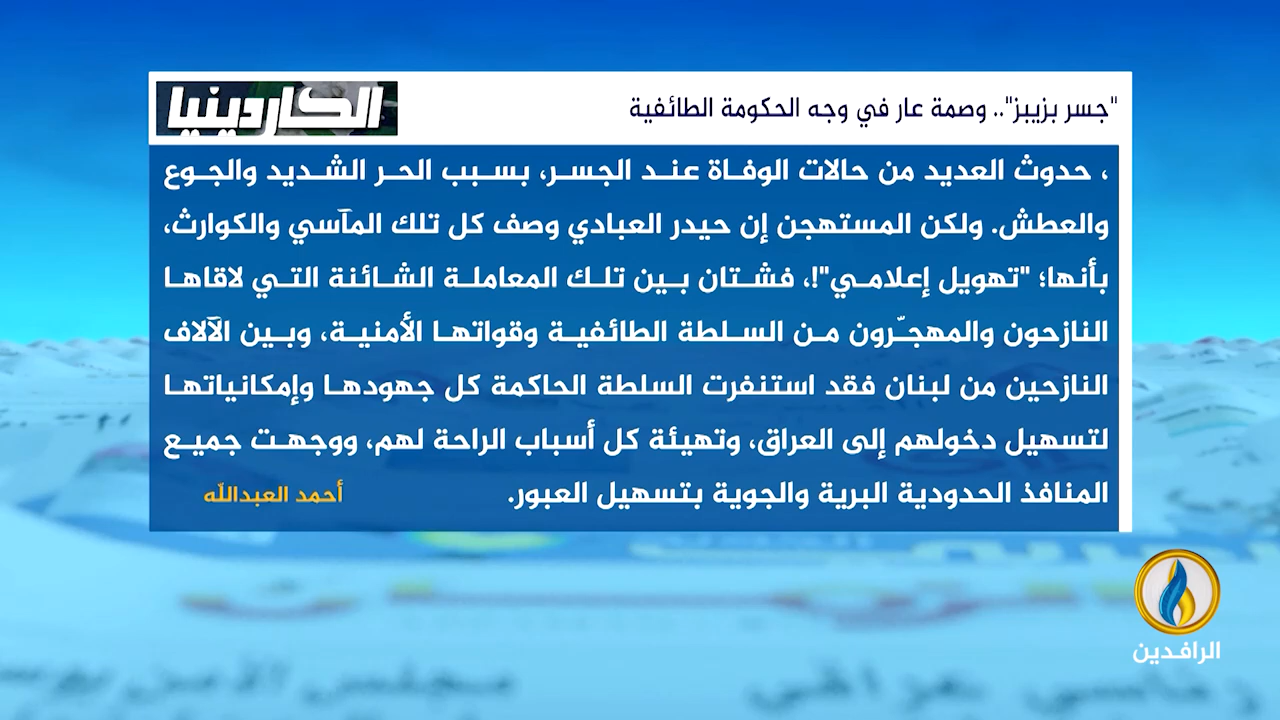 "جسر بزيبز".. وصمة عار في وجه الحكومة الطائفية
الكاردينيا
، حدوث العديد من حالات الوفاة عند الجسر، بسبب الحر الشديد والجوع
والعطش. ولكن المستهجن إن حيدر العبادي وصف كل تلك المآسي والكوارث،
بأنها؛ "تهويل إعلامي"!، فشتان بين تلك المعاملة الشائنة التي لاقاها
النازحون والمهجّرون من السلطة الطائفية وقواتها الأمنية، وبين الآلاف
النازحين من لبنان فقد استنفرت السلطة الحاكمة كل جهودها وإمكانياتها
لتسهيل دخولهم إلى العراق، وتهيئة كل أسباب الراحة لهم، ووجهت جميع
المنافذ الحدودية البرية والجوية بتسهيل العبور.
أحمد العبدالله
الرافدين
مجلس الأمن